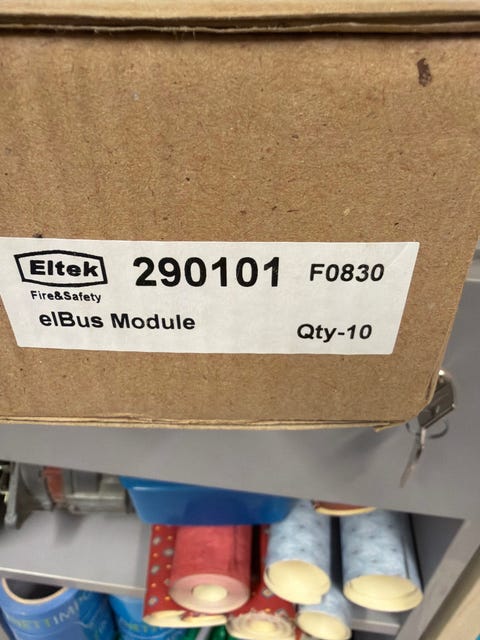 Eltek 290101 F0830
Fire&Safety
elBus Module
Qty-10